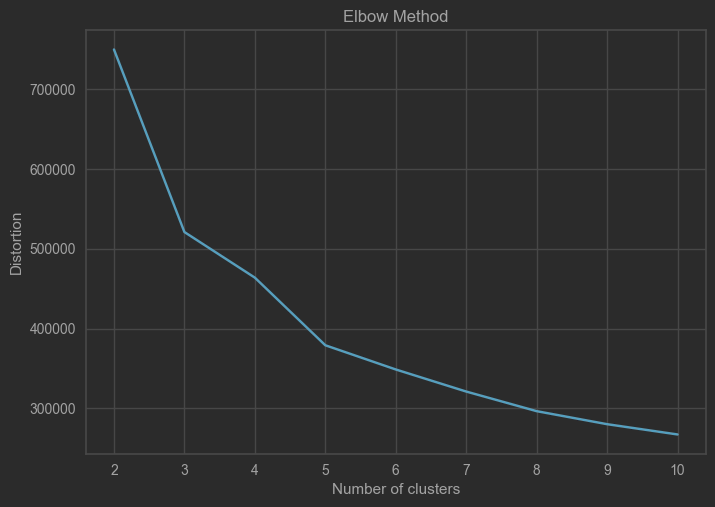 Elbow Method
700000
600000
500000
400000
300000
Distortion
2 3 4 5 6 7 8 9 10
Number of clusters